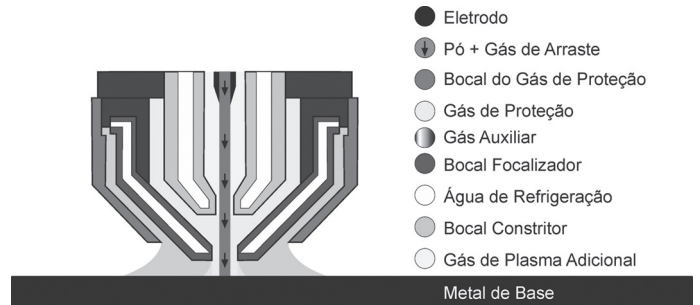 Eletrodo
Pó + Gás de Arraste
Bocal do Gás de Proteção
Gás de Proteção
Gás Auxiliar
Bocal Focalizador
Água de Refrigeração
Bocal Constritor
Gás de Plasma Adicional
Metal de Base